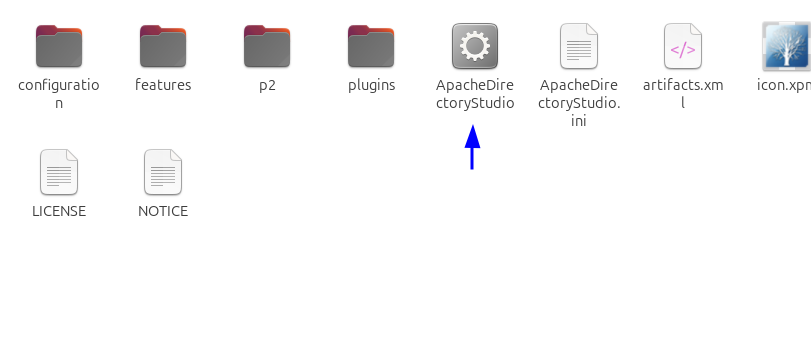 configuratio
n
features
p2
plugins
ApacheDire
ctoryStudio
ApacheDire
ctoryStudio.
ini
artifacts.xm
l
icon.xpm
LICENSE
NOTICE